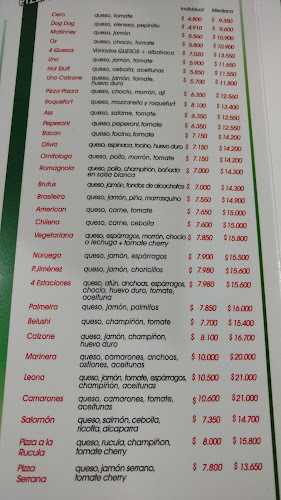 Individual Mediana
Cero queso, tomate $ 4.800 $ 9.350
Dog Dog queso, vienesa, pepinillo $ 4.910 $ 9.600
McKinney queso, jamón $ 5.560 $ 10.900
Oz queso, choclo, tomate $ 5.800 $ 10.900
4 Quesos Variados QUESOS + albahaca $ 7.020 $ 13.550
Uno queso, jamón, tomate $ 5.900 $ 11.650
Hot Stuff queso, cebolla, aceitunas $ 5.850 $ 11.550
Uno Calzone queso, jamón, tomate, $ 5.700 $ 11.800
huevo duro
Pizza Pazza queso, choclo, morrón, ají $ 6.350 $ 12.560
Roquefort queso, mozzarella y roquefort $ 8.100 $ 13.400
Ass queso, salame, tomate $ 6.350 $ 12.550
Peperoni queso, peperoni, tomate $ 6.350 $ 12.550
Bacon queso, tocino, tomate $ 7.150 $ 14.200
Olivia queso, espinaca, tocino, huevo duro $ 7.150 $ 14.200
Ornitologa queso, pollo, morrón, tomate $ 7.150 $ 14.200
Romagnola queso, pollo, champiñón, bañada $ 7.000 $ 14.300
en salsa blanca
Brutus queso, jamón, fondos de alcachofas $ 7.000 $ 14.300
Brasileira queso, jamón, piña, marrasquino $ 7.550 $ 14.900
American queso, carne, tomate $ 7.650 $ 15.000
Chilena queso, carne, cebolla $ 7.600 $ 15.000
Vegetariana queso, espárragos, morrón, choclo $ 7.850 $ 15.800
o lechuga + tomate cherry
Noruega queso, jamón, espárragos $ 7.900 $ 15.500
P.Jiménez queso, jamón, choricillos $ 7.980 $ 15.600
4 Estaciones queso, atún, anchoas, espárragos, $ 7.980 $ 15.600
choclo, huevo duro, tomate,
aceituna
Palmeira queso, jamón, palmitos $ 7.850 $ 16.000
Belushi queso, champiñón, tomate $ 7.700 $ 15.400
Calzone queso, jamón, champiñón, $ 8.100 $ 16.700
huevo duro
Marinera queso, camarones, anchoas, $ 10.000 $ 20.000
ostiones, aceitunas
Leona queso, jamón, tomate, espárragos, $ 10.500 $ 21.000
champiñón, aceitunas
Camarones queso, camarones, tomate, $ 10.600 $ 21.000
aceitunas
Salomón queso, salmón, cebolla, $ 7.350 $ 14.700
ricotta, alcaparra
Pizza a la queso, rucula, champiñon, $ 8.000 $ 15.800
Rucula tomate cherry
Pizza queso, jamón serrano, $ 7.800 $ 13.650
Serrana tomate cherry